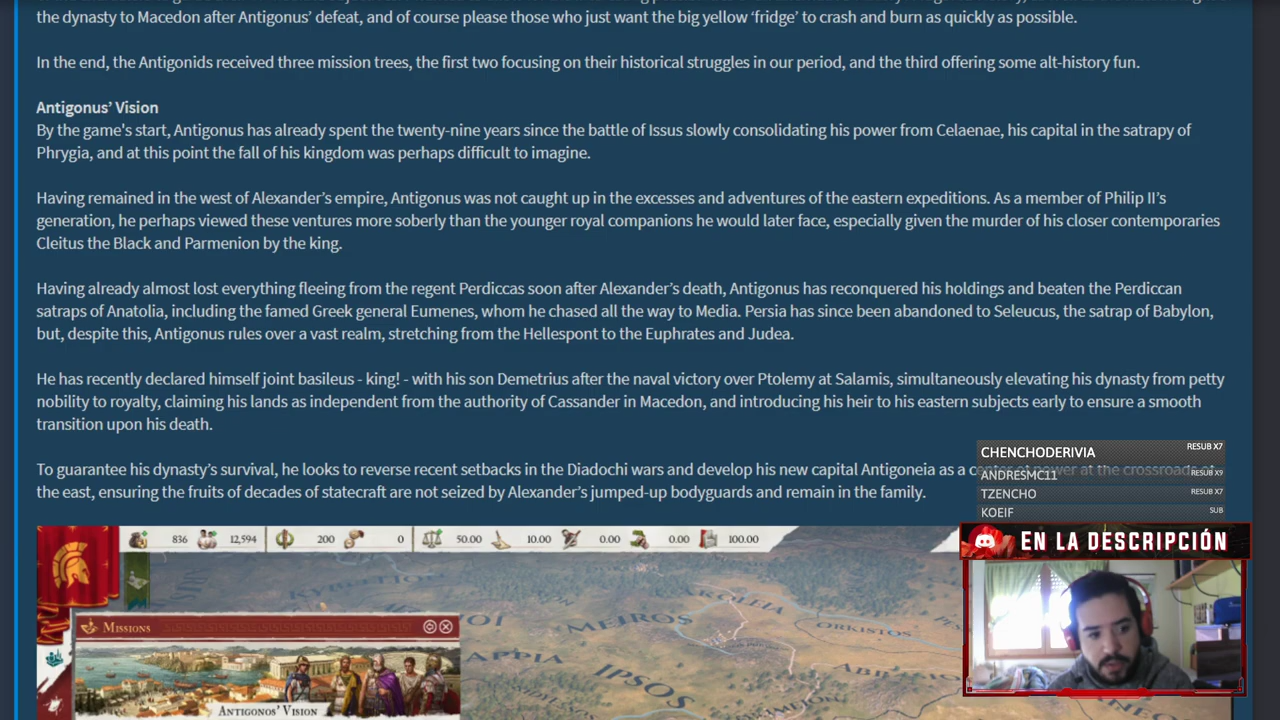 the dynasty to Macedon after Antigonus' defeat, and of course please those who just want the big yellow 'fridge' to crash and burn as quickly as possible.
In the end, the Antigonids received three mission trees, the first two focusing on their historical struggles in our period, and the third offering some alt-history fun.
Antigonus' Vision
By the game's start, Antigonus has already spent the twenty-nine years since the battle of Issus slowly consolidating his power from Celaenae, his capital in the satrapy of
Phrygia, and at this point the fall of his kingdom was perhaps difficult to imagine.
Having remained in the west of Alexander's empire, Antigonus was not caught up in the excesses and adventures of the eastern expeditions. As a member of Philip II's
generation, he perhaps viewed these ventures more soberly than the younger royal companions he would later face, especially given the murder of his closer contemporaries
Cleitus the Black and Parmenion by the king.
Having already almost lost everything fleeing from the regent Perdiccas soon after Alexander's death, Antigonus has reconquered his holdings and beaten the Perdiccan
satraps of Anatolia, including the famed Greek general Eumenes, whom he chased all the way to Media. Persia has since been abandoned to Seleucus, the satrap of Babylon,
but, despite this, Antigonus rules over a vast realm, stretching from the Hellespont to the Euphrates and Judea.
He has recently declared himself joint basileus - king! - with his son Demetrius after the naval victory over Ptolemy at Salamis, simultaneously elevating his dynasty from petty
nobility to royalty, claiming his lands as independent from the authority of Cassander in Macedon, and introducing his heir to his eastern subjects early to ensure a smooth
transition upon his death.
To guarantee his dynasty's survival, he looks to reverse recent setbacks in the Diadochi wars and develop his new capital Antigoneia as a center of power at the crossroads of
the east, ensuring the fruits of decades of statecraft are not seized by Alexander's jumped-up bodyguards and remain in the family.
CHENCHODERIVIA RESUB X7
ANDRESMC11 RESUB X9
TZENCHO RESUB X7
KOEIF SUB
EN LA DESCRIPCIÓN
836 12,594 200 0 50.00 10.00 0.00 0.00 100.00
MISSIONS
ANTIGONOS' VISION
MEIROS
AKOLEIA
ORKISTOS
APPIA
IPSOS